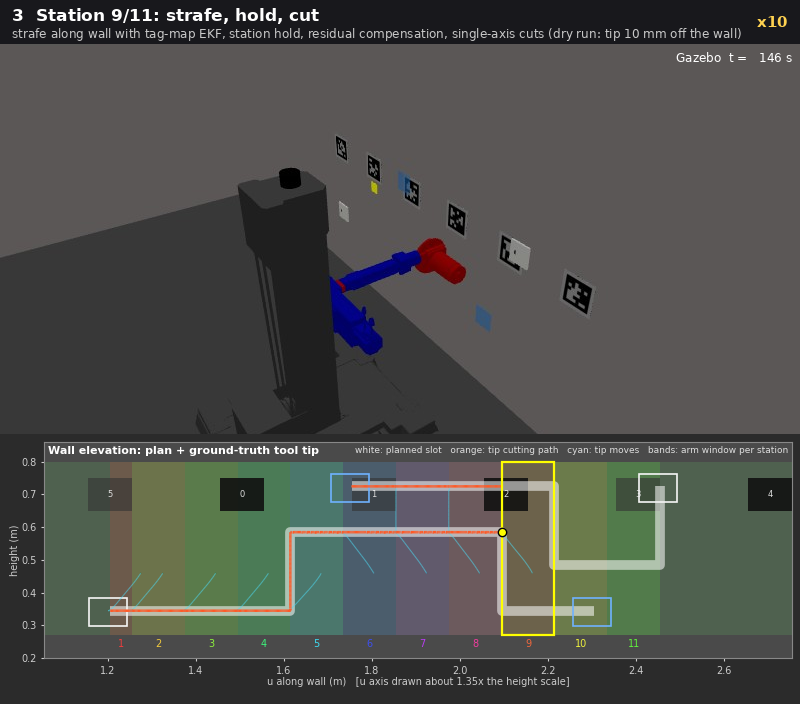 3 Station 9/11: strafe, hold, cut
strafe along wall with tag-map EKF, station hold, residual compensation, single-axis cuts (dry run: tip 10 mm off the wall)
x10
Gazebo t = 146 s
Wall elevation: plan + ground-truth tool tip
white: planned slot orange: tip cutting path cyan: tip moves bands: arm window per station
0.8
0.7
0.6
0.5
0.4
0.3
0.2
height (m)
5 0 1 2 3 4
1 2 3 4 5 6 7 8 9 10 11
1.2 1.4 1.6 1.8 2.0 2.2 2.4 2.6
u along wall (m) [u axis drawn about 1.35x the height scale]